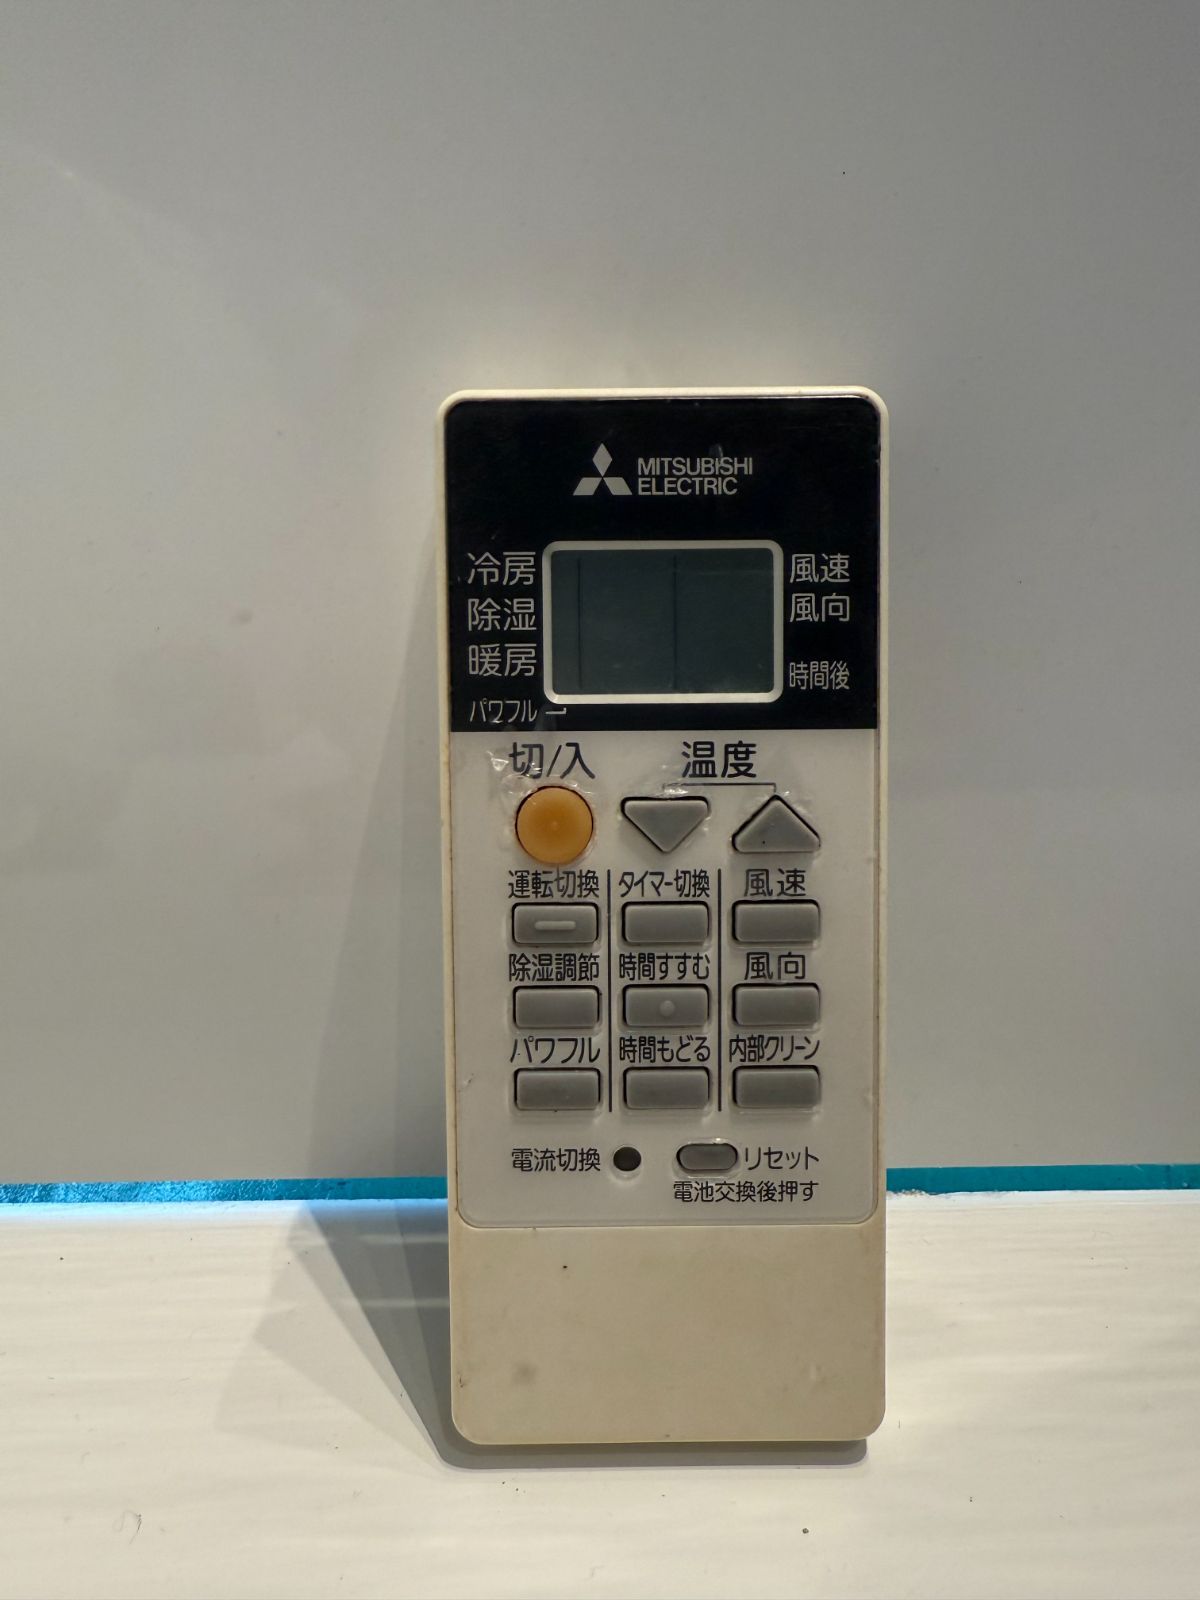 MITSUBISHI
ELECTRIC
冷房
除湿
暖房
パワフル
風速
風向
時間後
切/入 温度
運転切換 タイマー切換 風速
除湿調節 時間すすむ 風向
パワフル 時間もどる 内部クリーン
電流切換 リセット
電池交換後押す